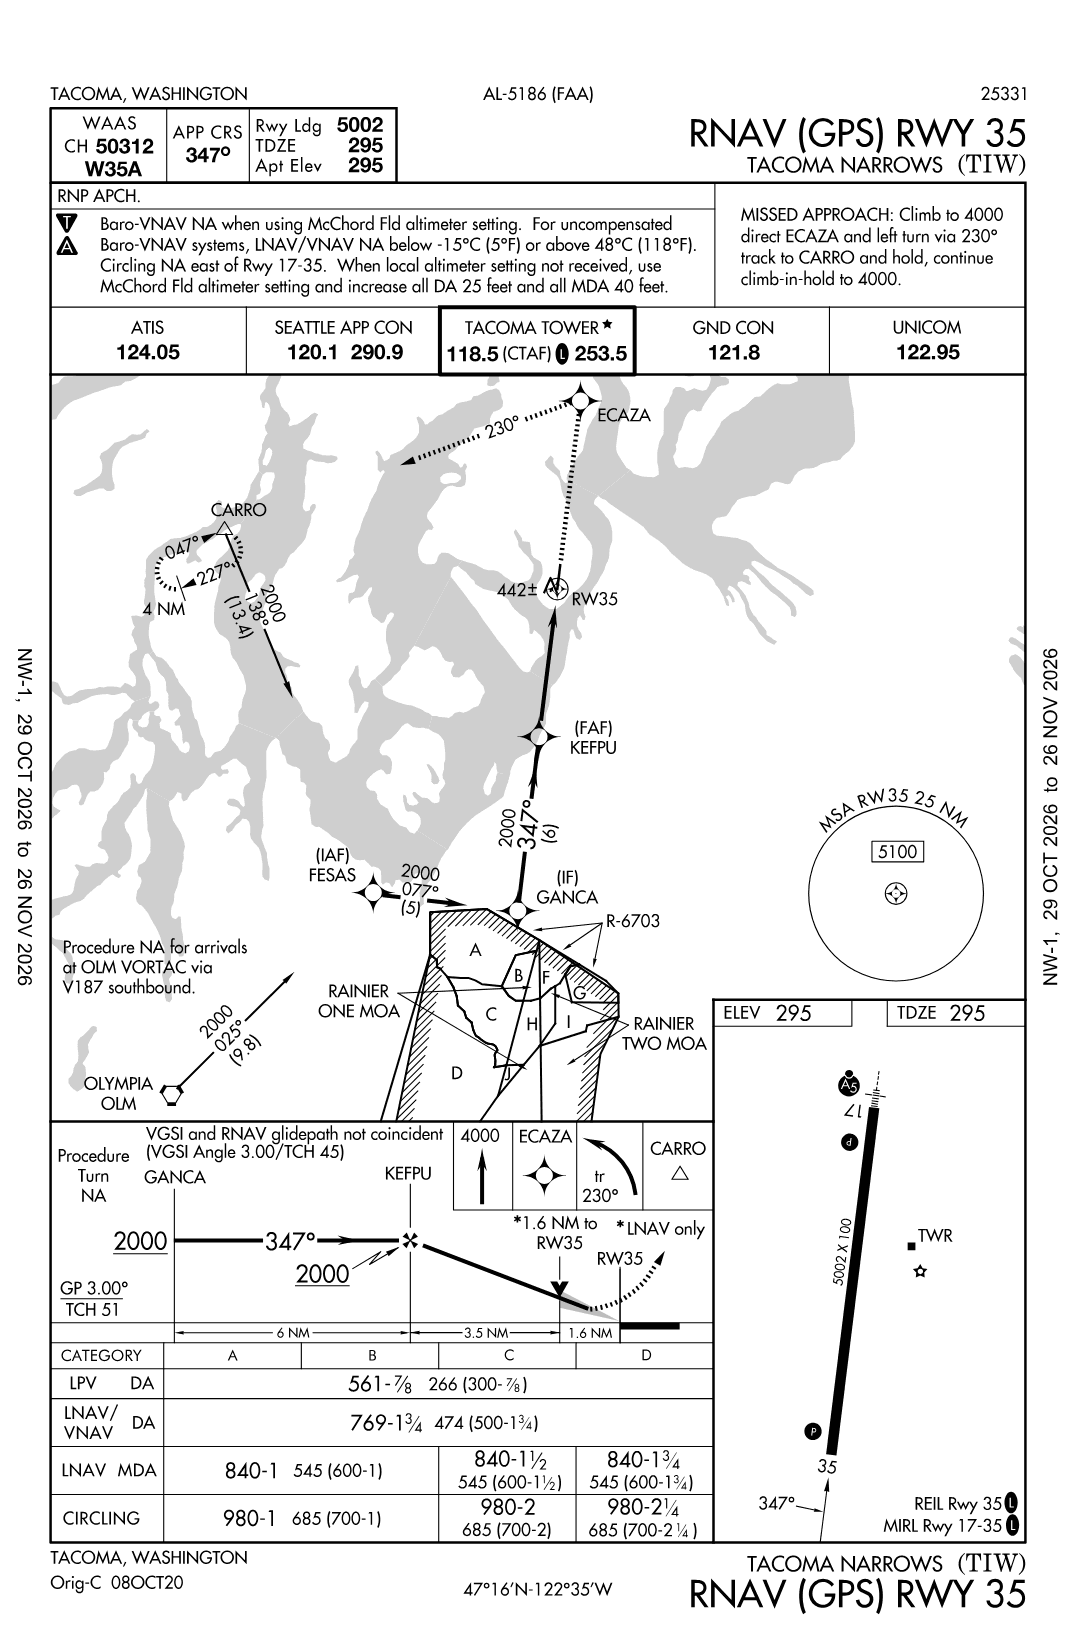 TACOMA, WASHINGTON
AL-5186 (FAA)
25331
WAAS
CH 50312
W35A
APP CRS
347°
Rwy Ldg 5002
TDZE 295
Apt Elev 295
RNAV (GPS) RWY 35
TACOMA NARROWS (TIW)
RNP APCH.
T
A
Baro-VNAV NA when using McChord Fld altimeter setting. For uncompensated
Baro-VNAV systems, LNAV/VNAV NA below -15°C (5°F) or above 48°C (118°F).
Circling NA east of Rwy 17-35. When local altimeter setting not received, use
McChord Fld altimeter setting and increase all DA 25 feet and all MDA 40 feet.
MISSED APPROACH: Climb to 4000
direct ECAZA and left turn via 230°
track to CARRO and hold, continue
climb-in-hold to 4000.
ATIS
124.05
SEATTLE APP CON
120.1 290.9
TACOMA TOWER★
118.5 (CTAF) L 253.5
GND CON
121.8
UNICOM
122.95
ECAZA
230°
CARRO
047°
227°
4 NM
2000
138°
(13.4)
442±
RW35
(FAF)
KEFPU
2000
347°
(6)
(IAF)
FESAS
2000
077°
(5)
(IF)
GANCA
R-6703
MSA RW35 25 NM
5100
Procedure NA for arrivals
at OLM VORTAC via
V187 southbound.
2000
025°
(9.8)
OLYMPIA
OLM
RAINIER
ONE MOA
RAINIER
TWO MOA
A
B
F
G
C
H
I
D
J
NW-1, 29 OCT 2026 to 26 NOV 2026
NW-1, 29 OCT 2026 to 26 NOV 2026
ELEV 295
TDZE 295
A5
17
P
5002 X 100
TWR
P
35
347°
REIL Rwy 35 L
MIRL Rwy 17-35 L
VGSI and RNAV glidepath not coincident
(VGSI Angle 3.00/TCH 45)
Procedure
Turn
NA
GANCA
KEFPU
4000
ECAZA
tr
230°
CARRO
2000
347°
2000
*1.6 NM to
RW35
*LNAV only
RW35
GP 3.00°
TCH 51
6 NM
3.5 NM
1.6 NM
CATEGORY A B C D
LPV DA 561-⅞ 266 (300-⅞)
LNAV/
VNAV DA 769-1¾ 474 (500-1¾)
LNAV MDA 840-1 545 (600-1)
840-1½
545 (600-1½)
840-1¾
545 (600-1¾)
CIRCLING 980-1 685 (700-1)
980-2
685 (700-2)
980-2¼
685 (700-2¼)
TACOMA, WASHINGTON
Orig-C 08OCT20
47°16'N-122°35'W
TACOMA NARROWS (TIW)
RNAV (GPS) RWY 35